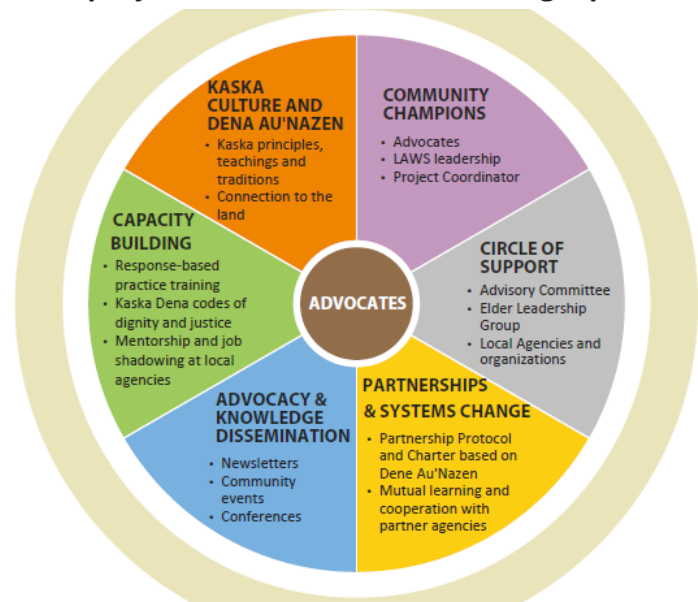 KASKA
CULTURE AND
DENA AU'NAZEN
• Kaska principles,
teachings and
traditions
• Connection to the
land
COMMUNITY
CHAMPIONS
• Advocates
• LAWS leadership
• Project Coordinator
CIRCLE OF
SUPPORT
• Advisory Committee
• Elder Leadership
Group
• Local Agencies and
organizations
PARTNERSHIPS
& SYSTEMS CHANGE
• Partnership Protocol
and Charter based on
Dene Au'Nazen
• Mutual learning and
cooperation with
partner agencies
ADVOCACY &
KNOWLEDGE
DISSEMINATION
• Newsletters
• Community
events
• Conferences
CAPACITY
BUILDING
• Response-based
practice training
• Kaska Dena codes of
dignity and justice
• Mentorship and job
shadowing at local
agencies
ADVOCATES